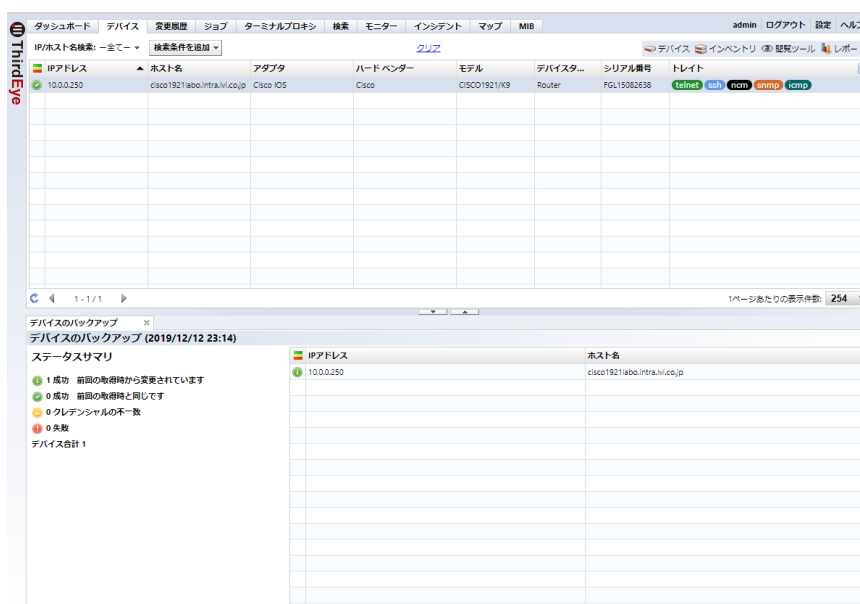 ThirdEye
ダッシュボード デバイス 変更履歴 ジョブ ターミナルプロキシ 検索 モニター インシデント マップ MIB admin ログアウト 設定 ヘル
IP/ホスト名検索: ー全てー 検索条件を追加 クリア デバイス インベントリ 閲覧ツール レポー
IPアドレス ホスト名 アダプタ ハード ベンダー モデル デバイスタ... シリアル番号 トレイト
10.0.0.250 cisco1921labo.intra.lvi.co.jp Cisco IOS Cisco CISCO1921/K9 Router FGL15082638 telnet ssh ncm snmp icmp
1 - 1 / 1 1ページあたりの表示件数: 254
デバイスのバックアップ
デバイスのバックアップ (2019/12/12 23:14)
ステータスサマリ
1 成功 前回の取得時から変更されています
0 成功 前回の取得時と同じです
0 クレデンシャルの不一致
0 失敗
デバイス合計 1
IPアドレス ホスト名
10.0.0.250 cisco1921labo.intra.lvi.co.jp